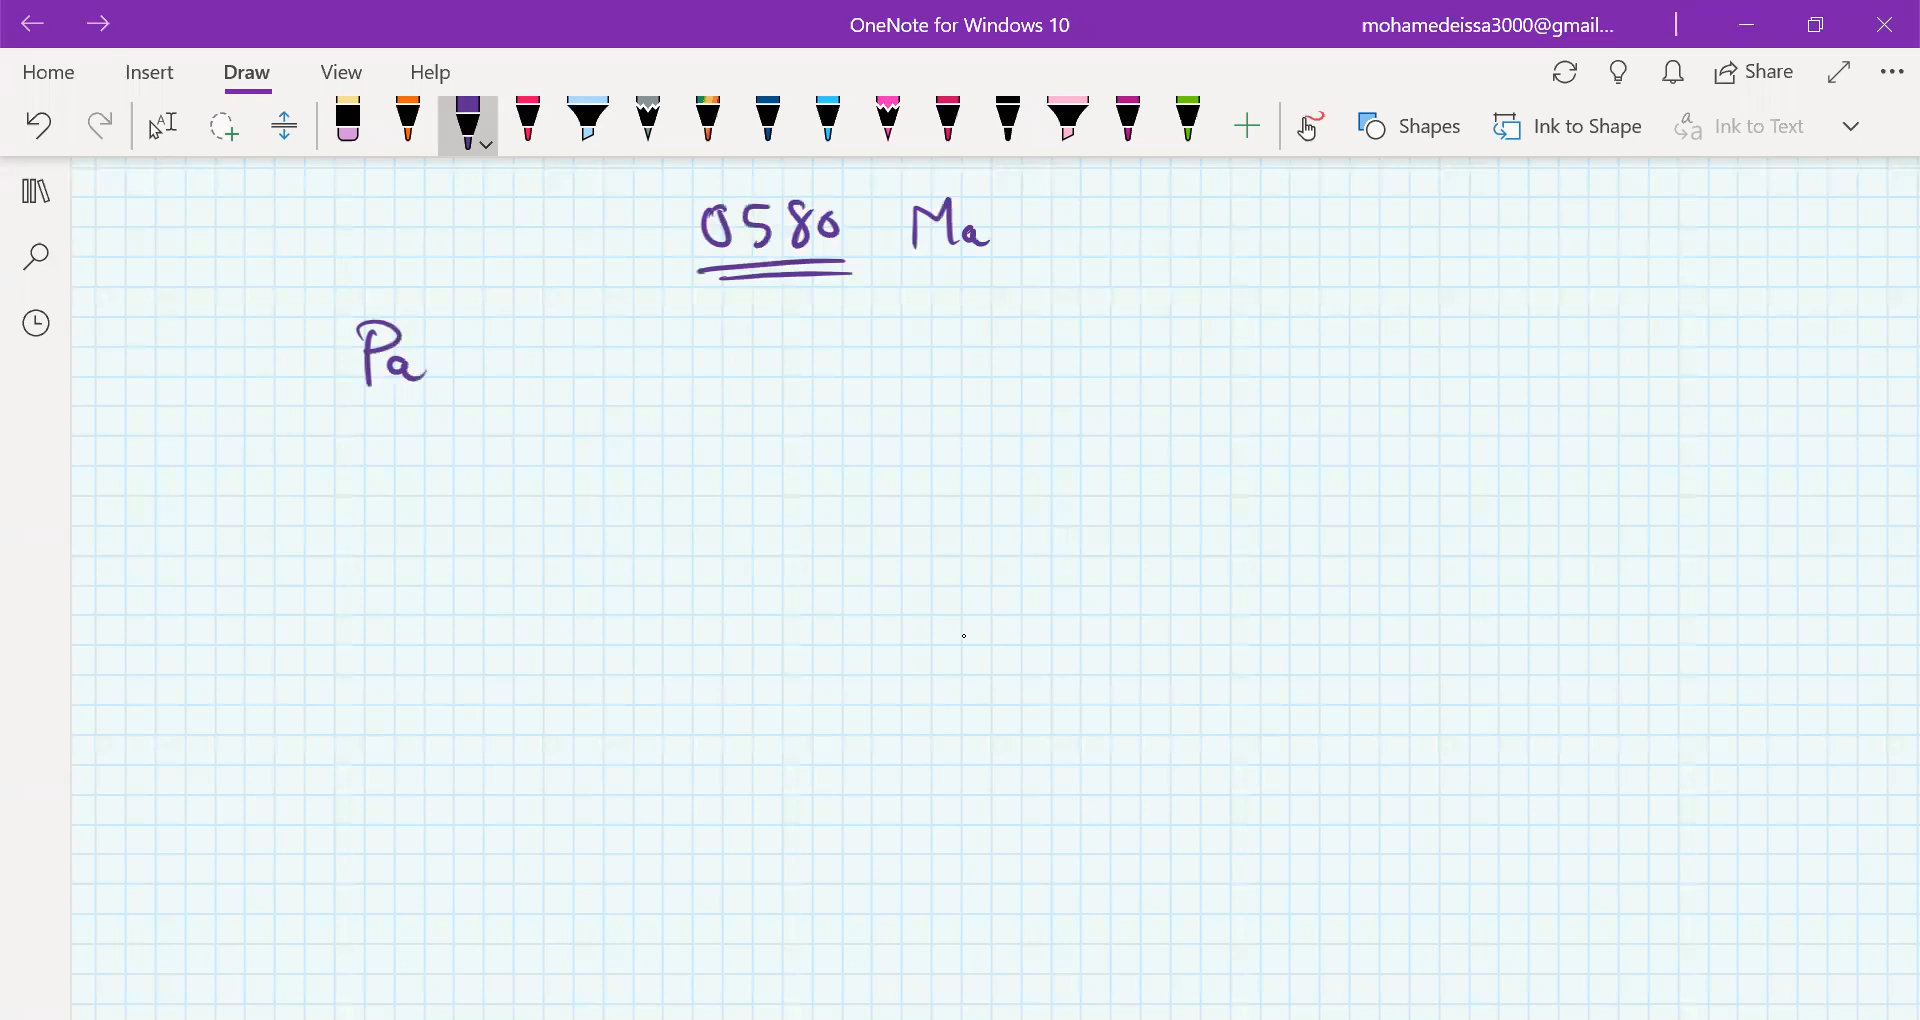 OneNote for Windows 10 mohamedeissa3000@gmail...
Home Insert Draw View Help Share
Shapes Ink to Shape Ink to Text
0580 Ma
Pa